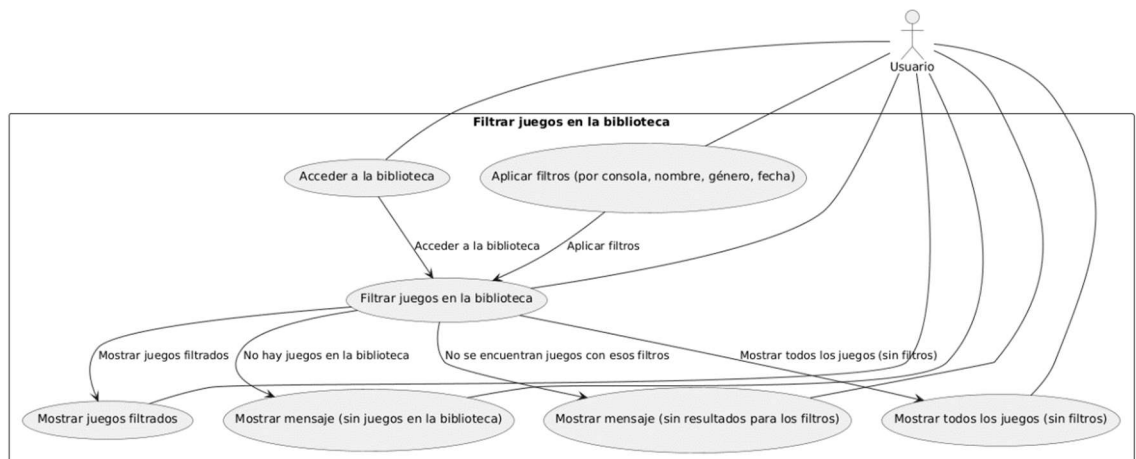 Usuario
Filtrar juegos en la biblioteca
Acceder a la biblioteca
Aplicar filtros (por consola, nombre, género, fecha)
Acceder a la biblioteca
Aplicar filtros
Filtrar juegos en la biblioteca
Mostrar juegos filtrados
No hay juegos en la biblioteca
No se encuentran juegos con esos filtros
Mostrar todos los juegos (sin filtros)
Mostrar juegos filtrados
Mostrar mensaje (sin juegos en la biblioteca)
Mostrar mensaje (sin resultados para los filtros)
Mostrar todos los juegos (sin filtros)